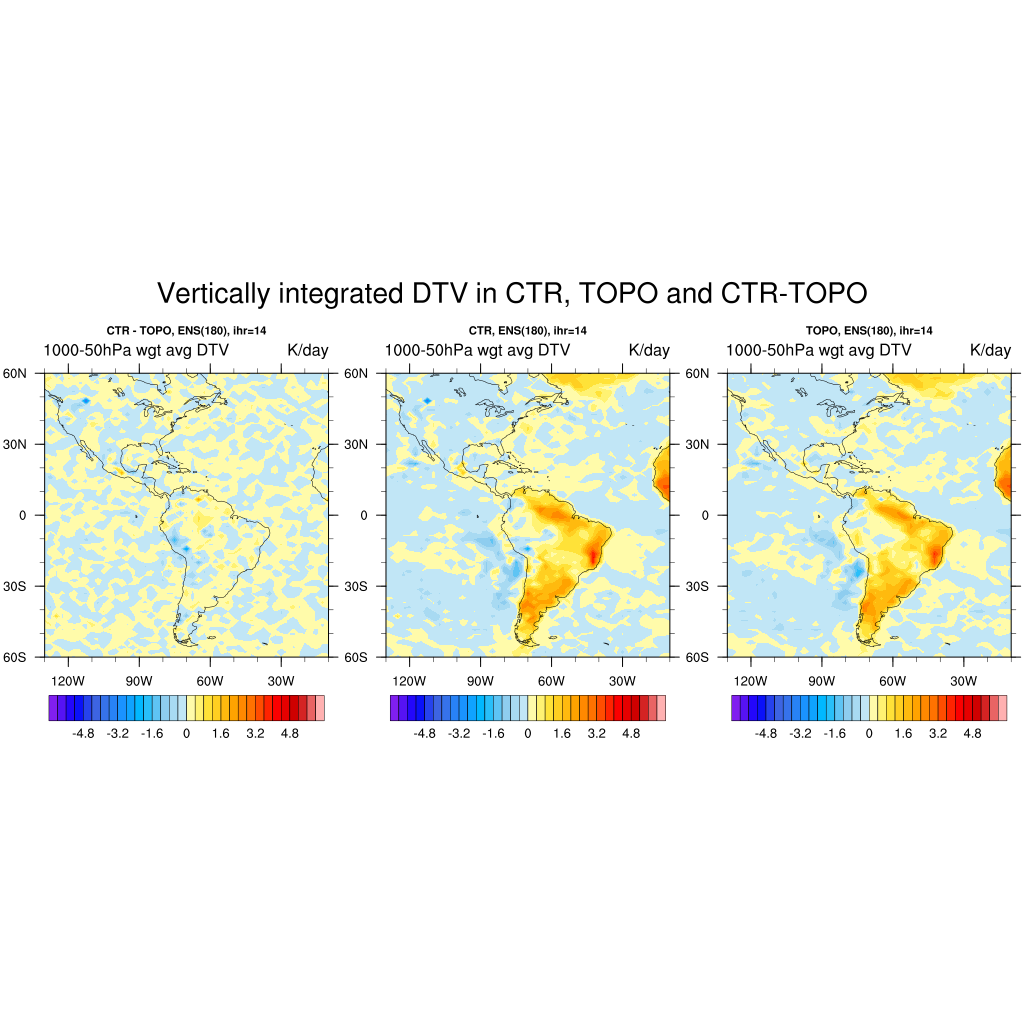 Vertically integrated DTV in CTR, TOPO and CTR-TOPO
CTR - TOPO, ENS(180), ihr=14
1000-50hPa wgt avg DTV K/day
60N
30N
0
30S
60S
120W 90W 60W 30W
-4.8 -3.2 -1.6 0 1.6 3.2 4.8
CTR, ENS(180), ihr=14
1000-50hPa wgt avg DTV K/day
60N
30N
0
30S
60S
120W 90W 60W 30W
-4.8 -3.2 -1.6 0 1.6 3.2 4.8
TOPO, ENS(180), ihr=14
1000-50hPa wgt avg DTV K/day
60N
30N
0
30S
60S
120W 90W 60W 30W
-4.8 -3.2 -1.6 0 1.6 3.2 4.8